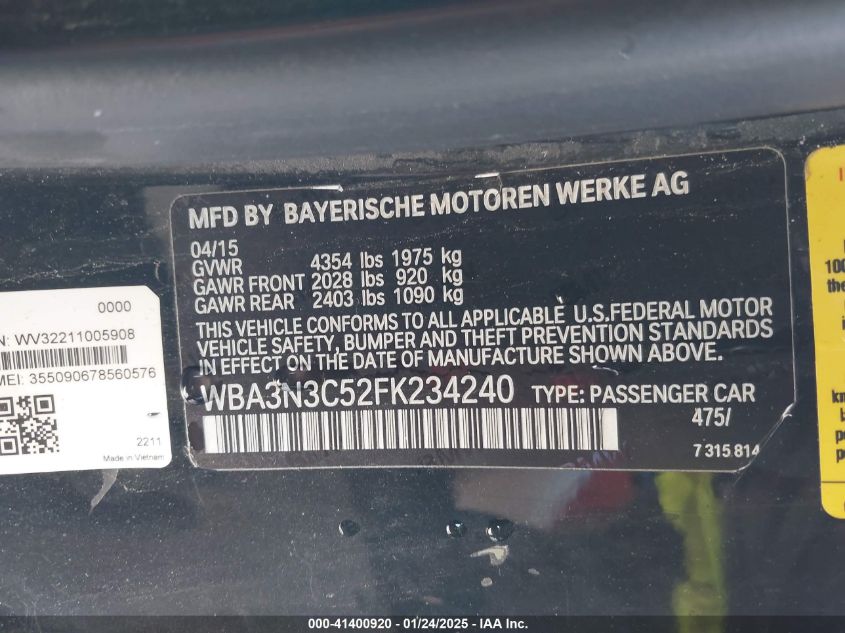 MFD BY BAYERISCHE MOTOREN WERKE AG
04/15
GVWR 4354 lbs 1975 kg
GAWR FRONT 2028 lbs 920 kg
GAWR REAR 2403 lbs 1090 kg
THIS VEHICLE CONFORMS TO ALL APPLICABLE U.S.FEDERAL MOTOR
VEHICLE SAFETY, BUMPER AND THEFT PREVENTION STANDARDS
IN EFFECT ON THE DATE OF MANUFACTURE SHOWN ABOVE.
WBA3N3C52FK234240 TYPE: PASSENGER CAR
475/
7 315 814
0000
N: WV32211005908
MEI: 355090678560576
2211
Made in Vietnam
100
the
km
000-41400920 - 01/24/2025 - IAA Inc.